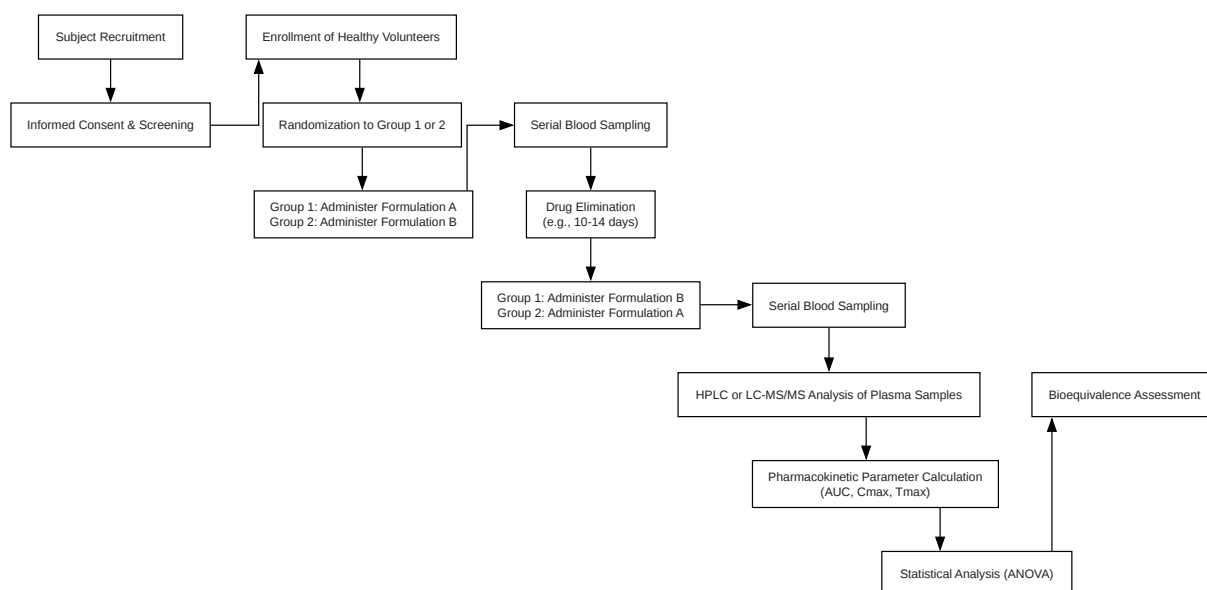 Subject Recruitment
Enrollment of Healthy Volunteers
Informed Consent & Screening
Randomization to Group 1 or 2
Serial Blood Sampling
Group 1: Administer Formulation A
Group 2: Administer Formulation B
Drug Elimination
(e.g., 10-14 days)
Group 1: Administer Formulation B
Group 2: Administer Formulation A
Serial Blood Sampling
HPLC or LC-MS/MS Analysis of Plasma Samples
Bioequivalence Assessment
Pharmacokinetic Parameter Calculation
(AUC, Cmax, Tmax)
Statistical Analysis (ANOVA)